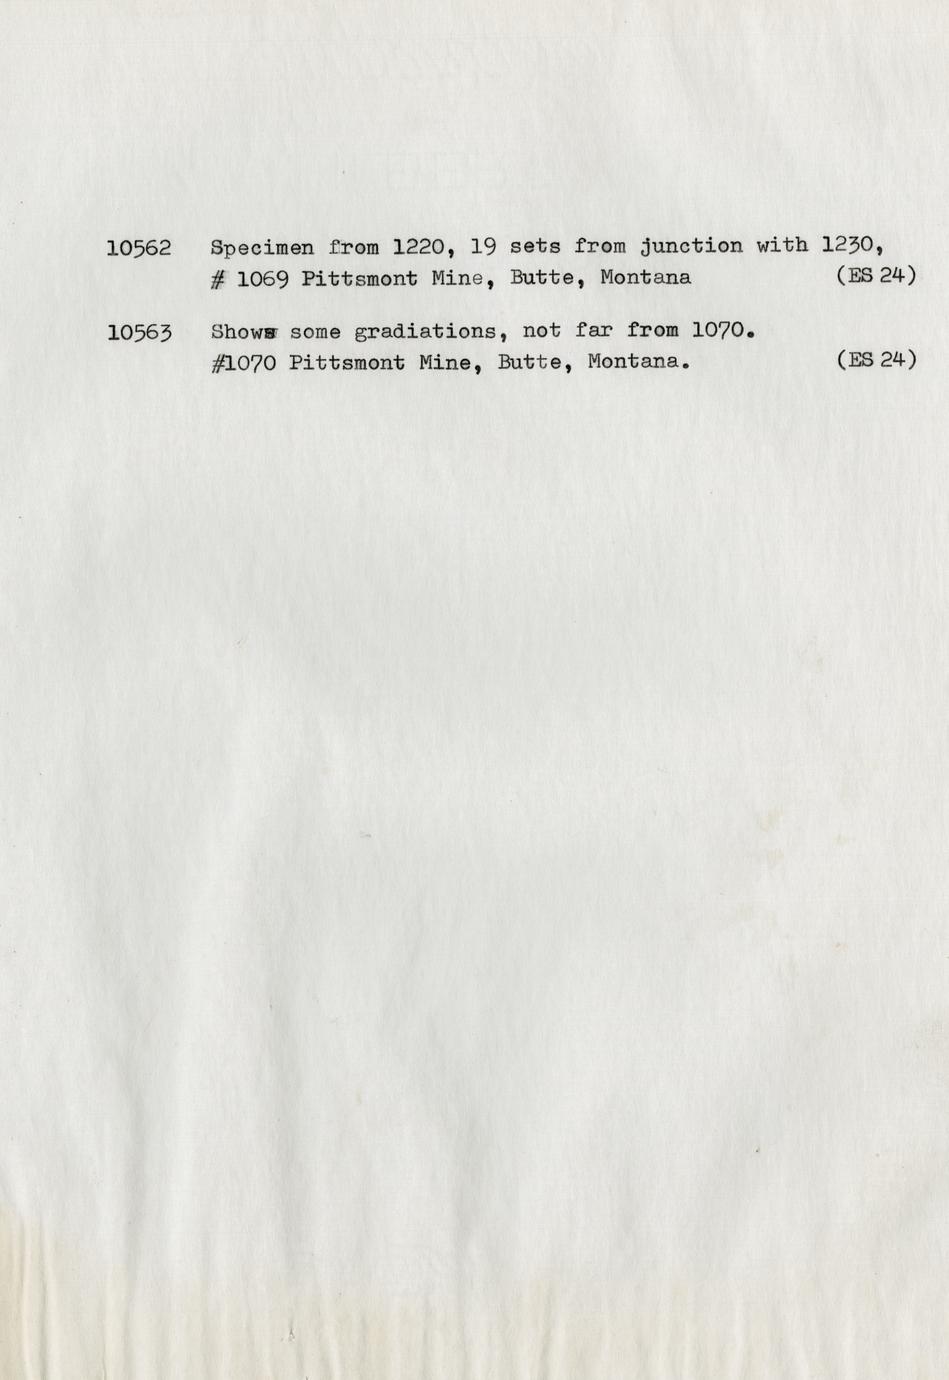 10562 Specimen from 1220, 19 sets from junction with 1230,
# 1069 Pittsmont Mine, Butte, Montana (ES 24)
10563 Shows some gradiations, not far from 1070.
#1070 Pittsmont Mine, Butte, Montana. (ES 24)